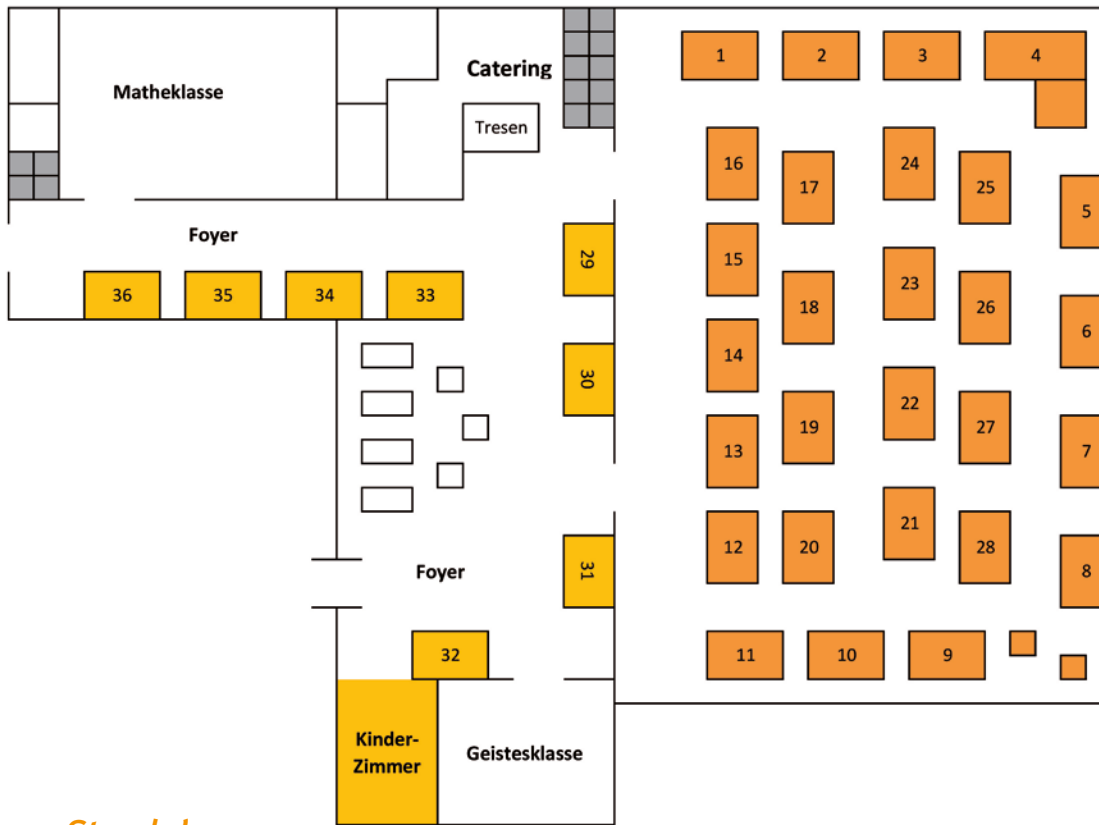 1 2 3 4
Catering
Matheklasse
Tresen
16 24
17 25
5
Foyer
29 15
23
36 35 34 33
18 26
6
14
30
22
19 27
13 7
21
12 20 28
31 8
Foyer
32
11 10 9
Kinder-
Zimmer
Geistesklasse